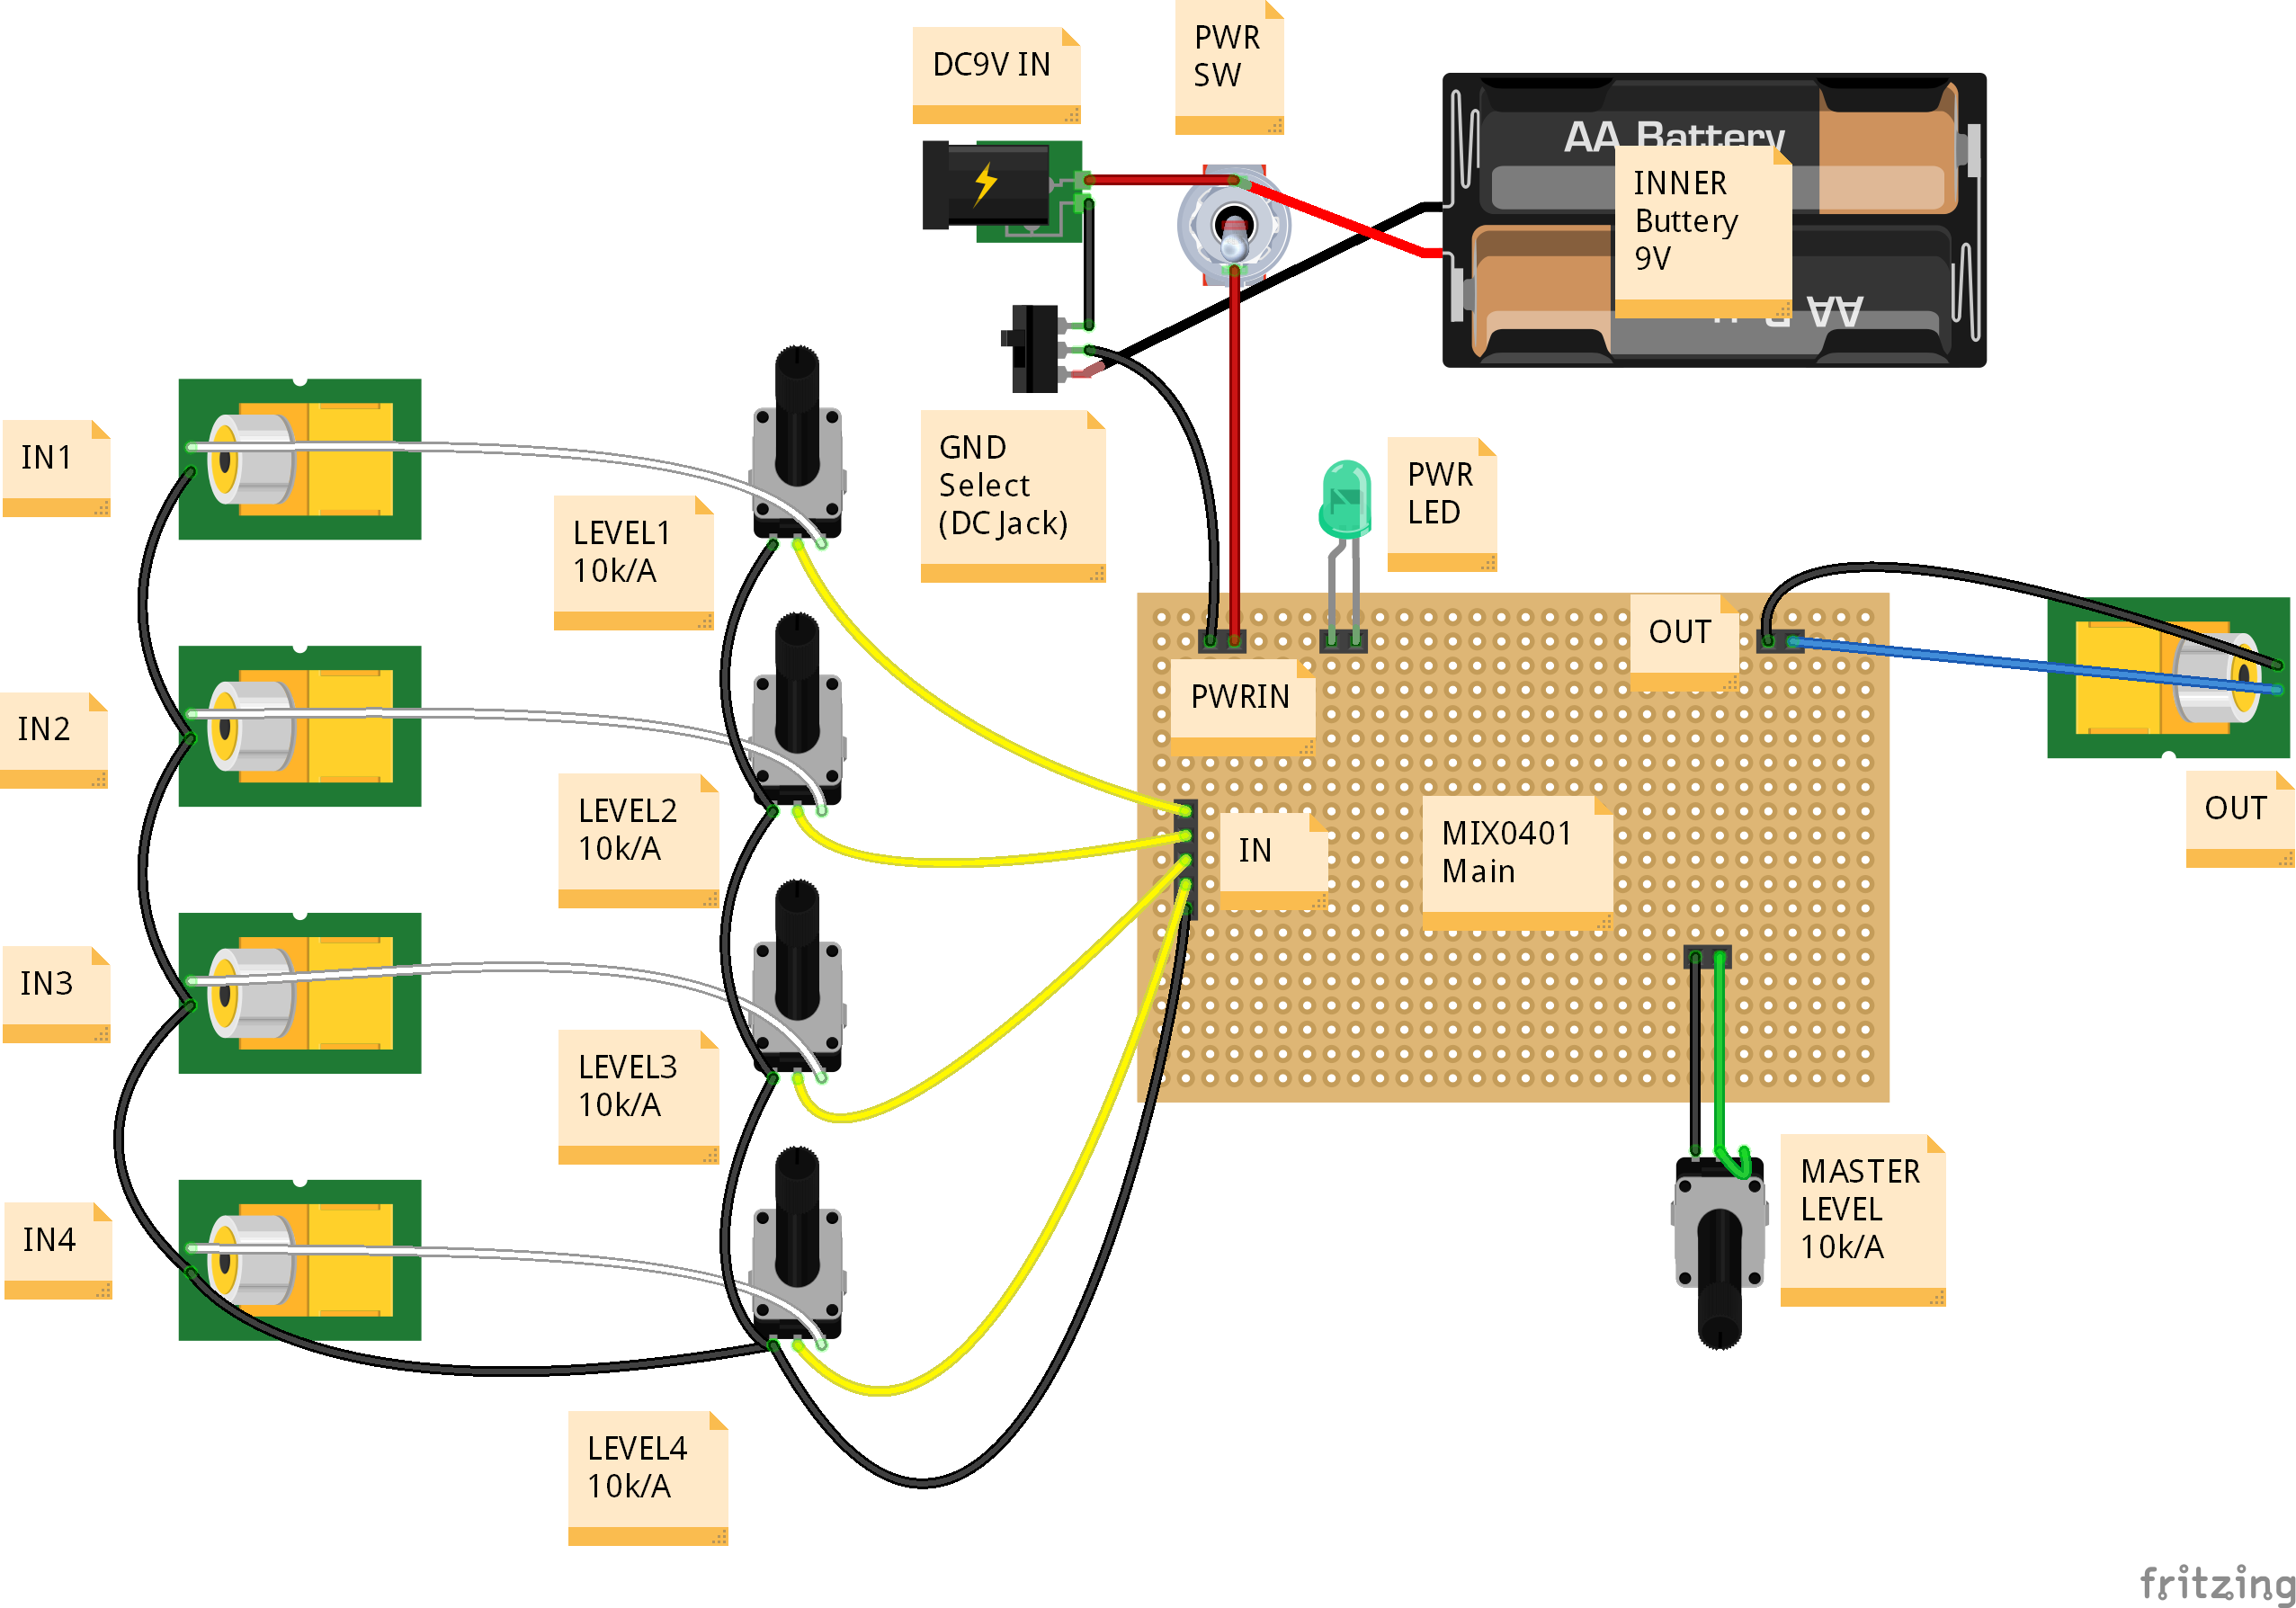 DC9V IN
PWR
SW
AA Battery
INNER
Buttery
9V
AA
IN1
LEVEL1
10k/A
GND
Select
(DC Jack)
PWR
LED
OUT
PWRIN
IN2
LEVEL2
10k/A
IN
MIX0401
Main
OUT
IN3
LEVEL3
10k/A
MASTER
LEVEL
10k/A
IN4
LEVEL4
10k/A
fritzing